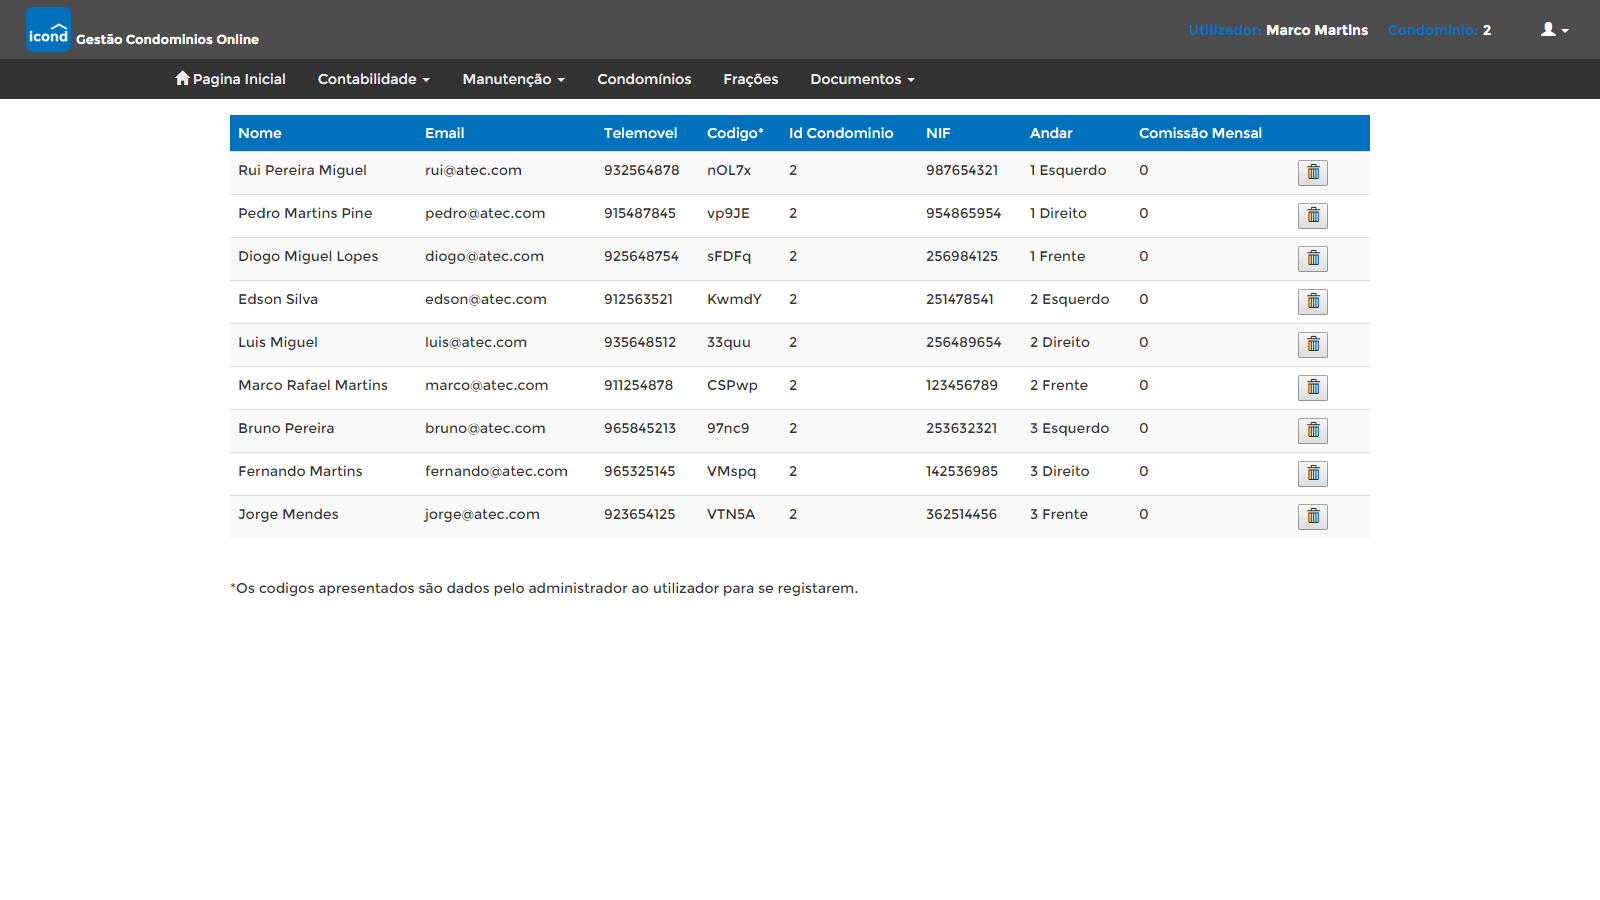 icond Gestão Condominios Online
Utilizador: Marco Martins Condominio: 2
Pagina Inicial Contabilidade Manutenção Condomínios Frações Documentos
Nome Email Telemovel Codigo* Id Condominio NIF Andar Comissão Mensal
Rui Pereira Miguel rui@atec.com 932564878 nOL7x 2 987654321 1 Esquerdo 0
Pedro Martins Pine pedro@atec.com 915487845 vp9JE 2 954865954 1 Direito 0
Diogo Miguel Lopes diogo@atec.com 925648754 sFDFq 2 256984125 1 Frente 0
Edson Silva edson@atec.com 912563521 KwmdY 2 251478541 2 Esquerdo 0
Luis Miguel luis@atec.com 935648512 33quu 2 256489654 2 Direito 0
Marco Rafael Martins marco@atec.com 911254878 CSPwp 2 123456789 2 Frente 0
Bruno Pereira bruno@atec.com 965845213 97nc9 2 253632321 3 Esquerdo 0
Fernando Martins fernando@atec.com 965325145 VMspq 2 142536985 3 Direito 0
Jorge Mendes jorge@atec.com 923654125 VTN5A 2 362514456 3 Frente 0
*Os codigos apresentados são dados pelo administrador ao utilizador para se registarem.